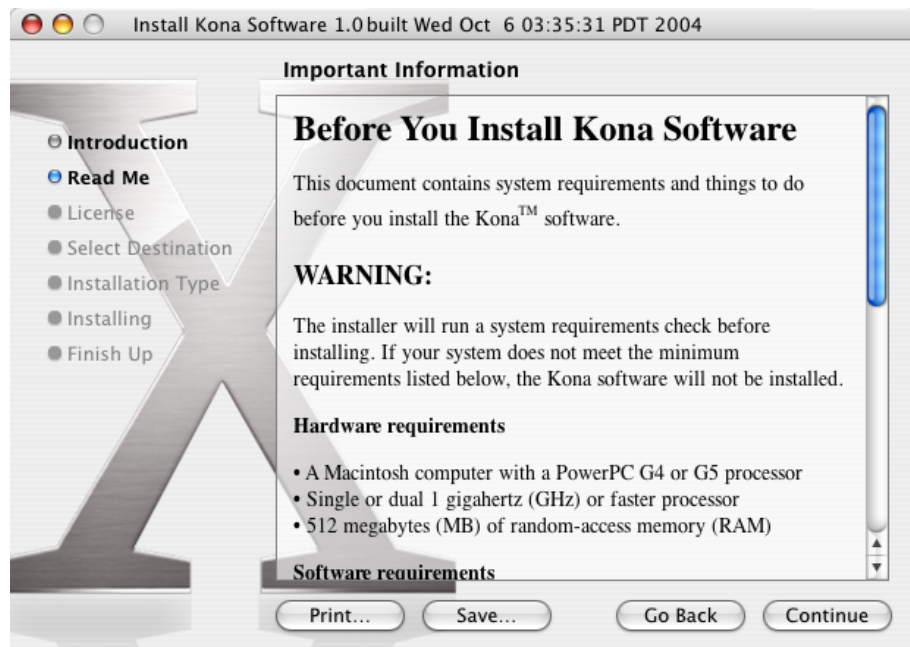 Install Kona Software 1.0 built Wed Oct  6 03:35:31 PDT 2004
Important Information
Introduction
Read Me
License
Select Destination
Installation Type
Installing
Finish Up
Before You Install Kona Software
This document contains system requirements and things to do
before you install the Kona™ software.
WARNING:
The installer will run a system requirements check before
installing. If your system does not meet the minimum
requirements listed below, the Kona software will not be installed.
Hardware requirements
• A Macintosh computer with a PowerPC G4 or G5 processor
• Single or dual 1 gigahertz (GHz) or faster processor
• 512 megabytes (MB) of random-access memory (RAM)
Software requirements
Print...
Save...
Go Back
Continue